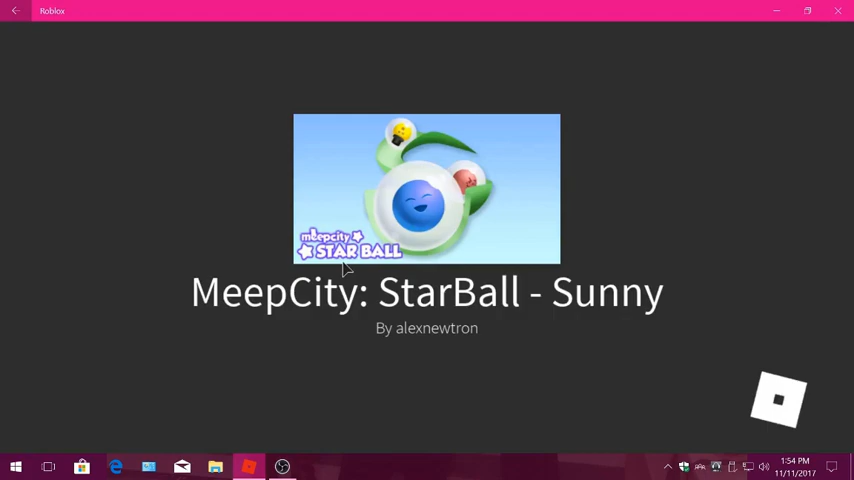 Roblox
meepcity
STAR BALL
MeepCity: StarBall - Sunny
By alexnewtron
1:54 PM
11/11/2017